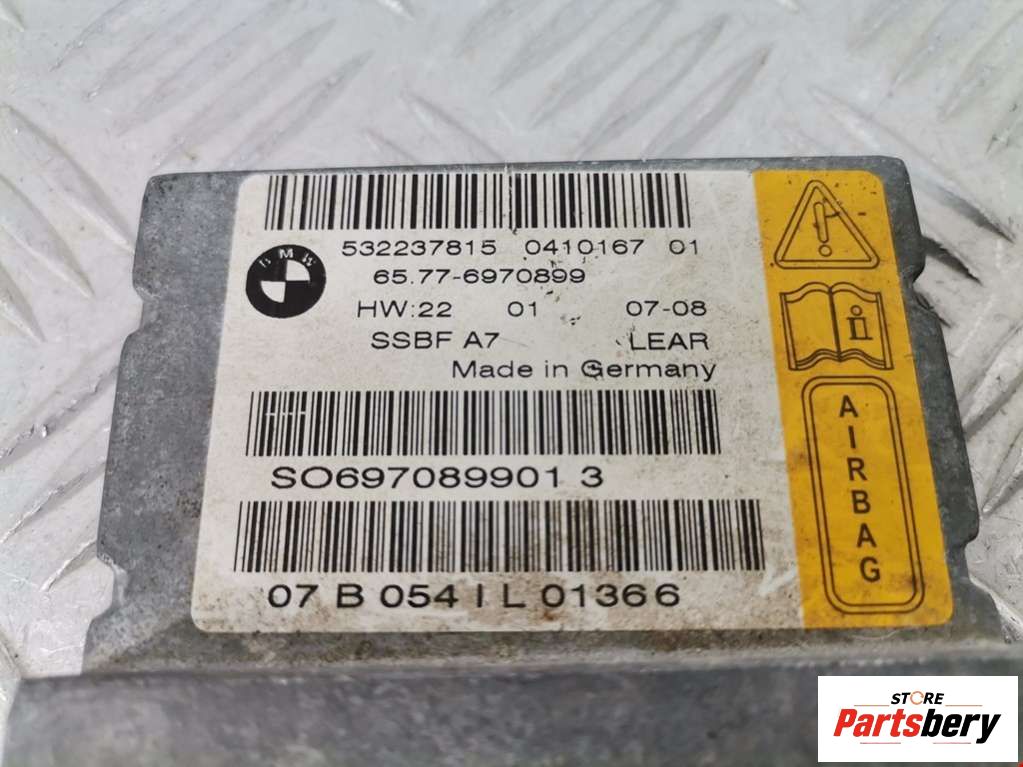 532237815 0410167 01
BMW
65.77-6970899
HW:22 01 07-08
SSBF A7 LEAR
Made in Germany
SO697089901 3
07 B 054 I L 01366
AIRBAG
STORE
Partsbery